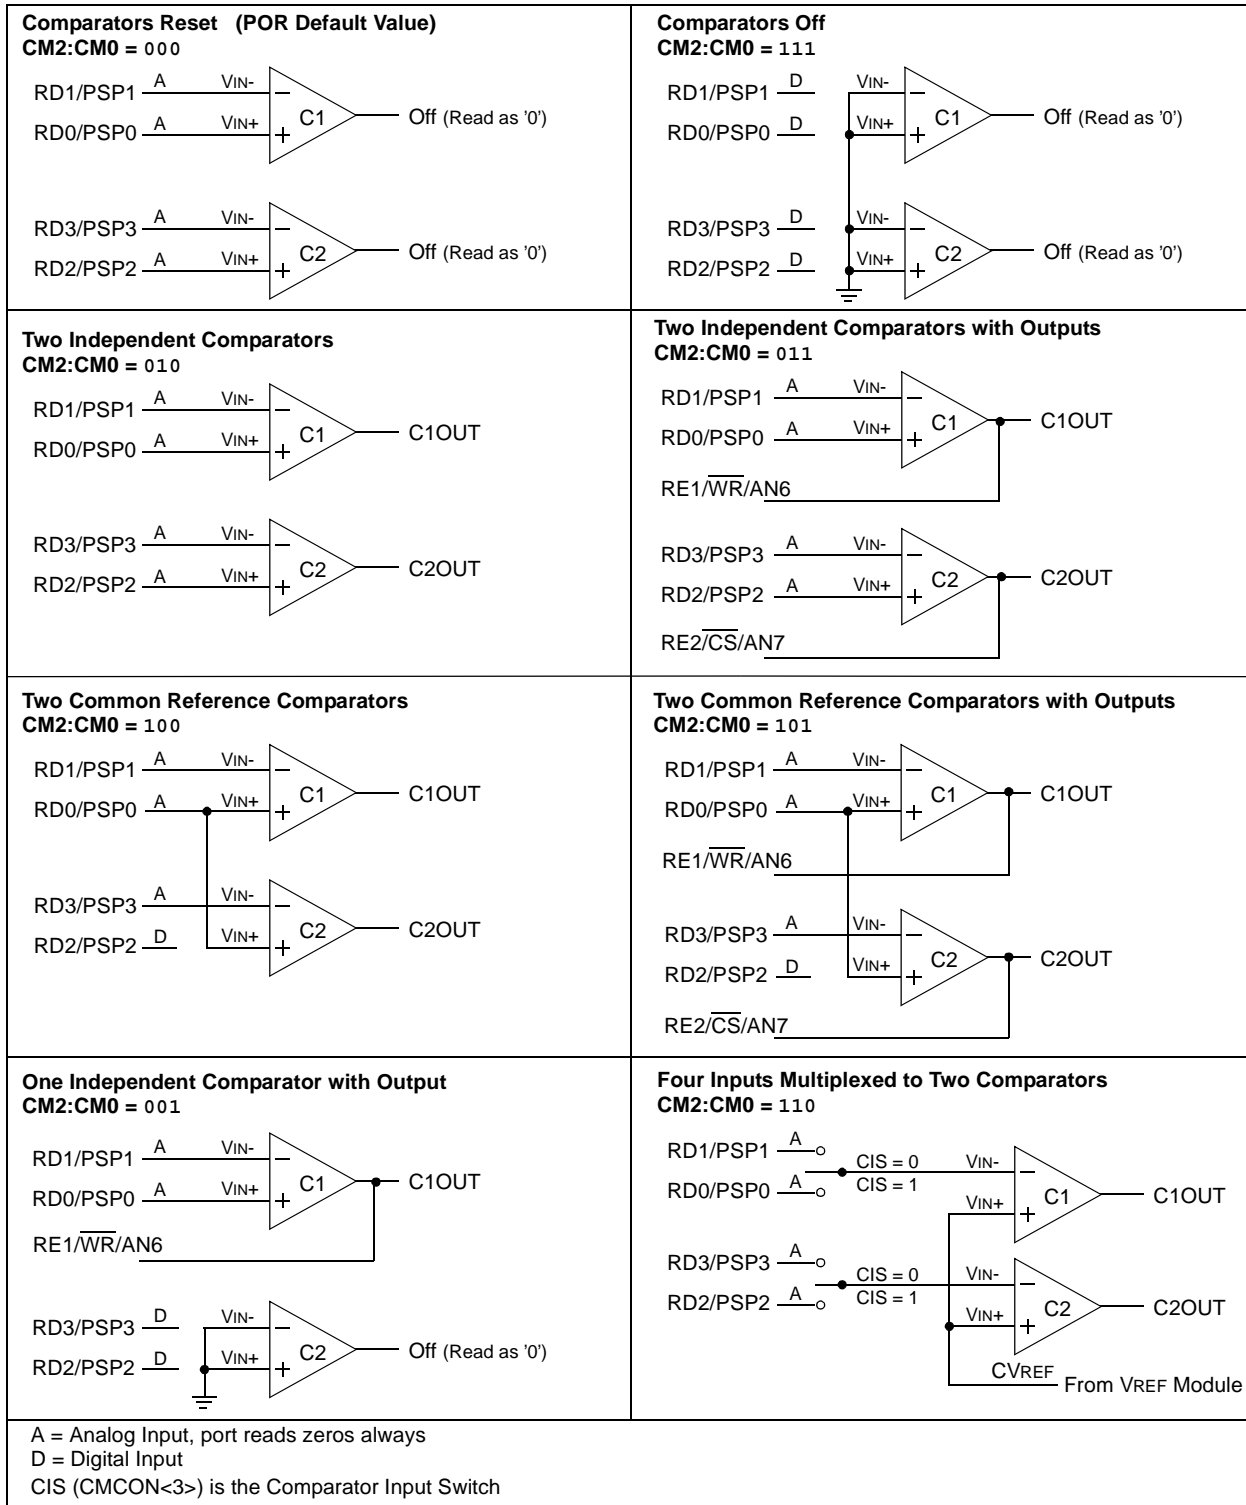 Comparators Reset (POR Default Value)
CM2:CM0 = 000
RD1/PSP1 A VIN-
C1 Off (Read as '0')
RD0/PSP0 A VIN+
RD3/PSP3 A VIN-
C2 Off (Read as '0')
RD2/PSP2 A VIN+
Comparators Off
CM2:CM0 = 111
RD1/PSP1 D VIN-
C1 Off (Read as '0')
RD0/PSP0 D VIN+
RD3/PSP3 D VIN-
C2 Off (Read as '0')
RD2/PSP2 D VIN+
Two Independent Comparators
CM2:CM0 = 010
RD1/PSP1 A VIN-
C1 C1OUT
RD0/PSP0 A VIN+
RD3/PSP3 A VIN-
C2 C2OUT
RD2/PSP2 A VIN+
Two Independent Comparators with Outputs
CM2:CM0 = 011
RD1/PSP1 A VIN-
C1 C1OUT
RD0/PSP0 A VIN+
RE1/WR/AN6
RD3/PSP3 A VIN-
C2 C2OUT
RD2/PSP2 A VIN+
RE2/CS/AN7
Two Common Reference Comparators
CM2:CM0 = 100
RD1/PSP1 A VIN-
C1 C1OUT
RD0/PSP0 A VIN+
RD3/PSP3 A VIN-
C2 C2OUT
RD2/PSP2 D VIN+
Two Common Reference Comparators with Outputs
CM2:CM0 = 101
RD1/PSP1 A VIN-
C1 C1OUT
RD0/PSP0 A VIN+
RE1/WR/AN6
RD3/PSP3 A VIN-
C2 C2OUT
RD2/PSP2 D VIN+
RE2/CS/AN7
One Independent Comparator with Output
CM2:CM0 = 001
RD1/PSP1 A VIN-
C1 C1OUT
RD0/PSP0 A VIN+
RE1/WR/AN6
RD3/PSP3 D VIN-
C2 Off (Read as '0')
RD2/PSP2 D VIN+
Four Inputs Multiplexed to Two Comparators
CM2:CM0 = 110
RD1/PSP1 A
CIS = 0 VIN-
RD0/PSP0 A CIS = 1
VIN+ C1 C1OUT
RD3/PSP3 A
CIS = 0 VIN-
RD2/PSP2 A CIS = 1
VIN+ C2 C2OUT
CVREF
From VREF Module
A = Analog Input, port reads zeros always
D = Digital Input
CIS (CMCON<3>) is the Comparator Input Switch